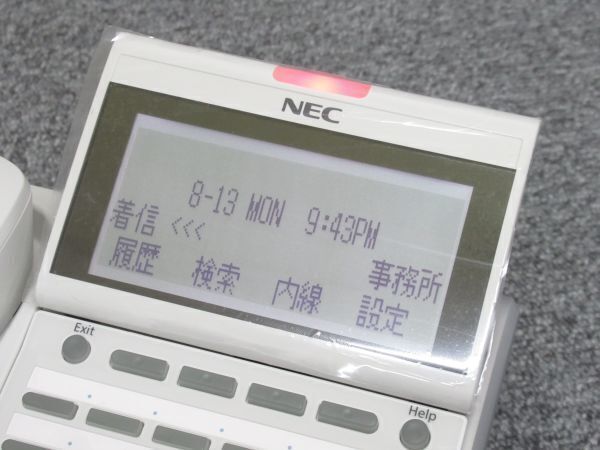 NEC
8-13 MON 9:43PM
着信 <<<
事務所
履歴 検索 内線 設定
Exit
Help